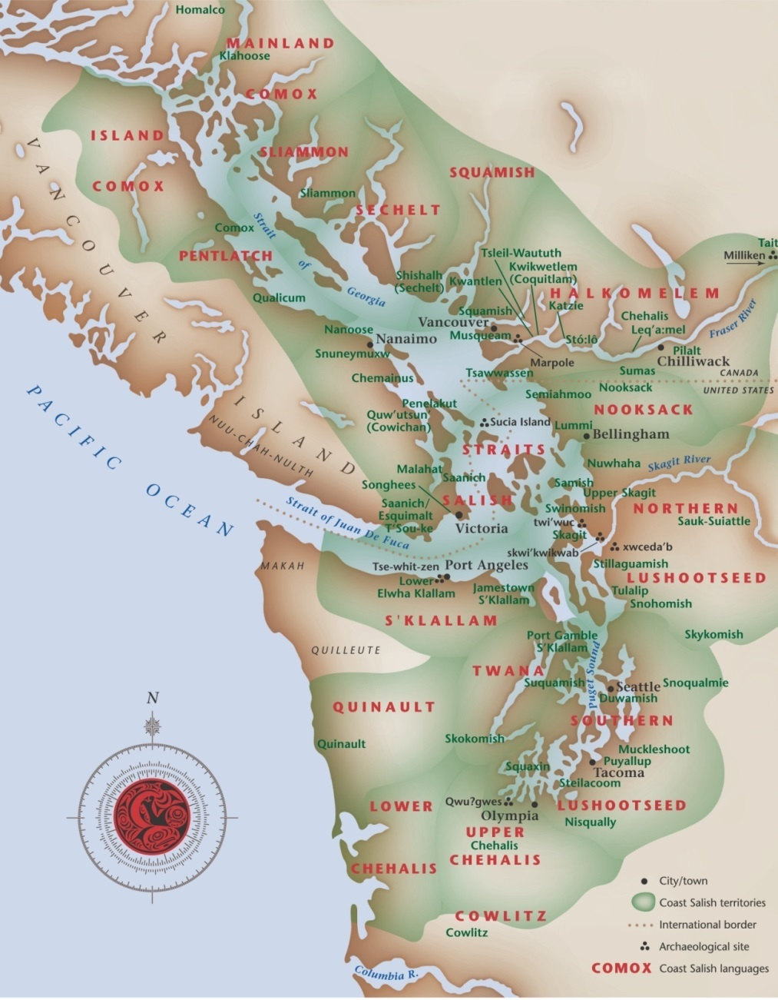 Homalco
MAINLAND
Klahoose
COMOX
ISLAND
SLIAMMON
COMOX
SQUAMISH
Sliammon
SECHELT
VANCOUVER
Comox
Strait
of
Georgia
PENTLATCH
Tait
Milliken
Tsleil-Waututh
Kwikwetlem
(Coquitlam)
Shishalh
(Sechelt)
Kwantlen
HALKOMELEM
Qualicum
Katzie
Squamish
Chehalis
Fraser River
Vancouver
Leq'a:mel
Nanoose
Musqueam
Stó:lō
Nanaimo
Pilalt
Snuneymuxw
Marpole
Chilliwack
Tsawwassen
Sumas
CANADA
Chemainus
Nooksack
UNITED STATES
Semiahmoo
PACIFIC
OCEAN
Penelakut
NOOKSACK
Quw'utsun'
(Cowichan)
Sucia Island
Lummi
Bellingham
ISLAND
NUU-CHAH-NULTH
STRAITS
Nuwhaha
Skagit River
Malahat
Saanich
Songhees
Samish
Upper Skagit
SALISH
Saanich/
Esquimalt
Swinomish
NORTHERN
Sauk-Suiattle
Strait of Juan De Fuca
T'Sou-ke
Victoria
twi'wuc
Skagit
skwi'kwikwab
xwceda'b
MAKAH
Tse-whit-zen
Port Angeles
Stillaguamish
LUSHOOTSEED
Lower
Elwha Klallam
Jamestown
S'Klallam
Tulalip
Snohomish
S'KLALLAM
Port Gamble
S'Klallam
Skykomish
QUILLEUTE
Puget Sound
TWANA
Suquamish
Seattle
Snoqualmie
Duwamish
N
QUINAULT
SOUTHERN
Quinault
Skokomish
Muckleshoot
Puyallup
Squaxin
Tacoma
Steilacoom
LOWER
Qwu?gwes
Olympia
LUSHOOTSEED
Nisqually
UPPER
Chehalis
CHEHALIS
CHEHALIS
City/town
Coast Salish territories
COWLITZ
International border
Cowlitz
Archaeological site
COMOX Coast Salish languages
Columbia R.